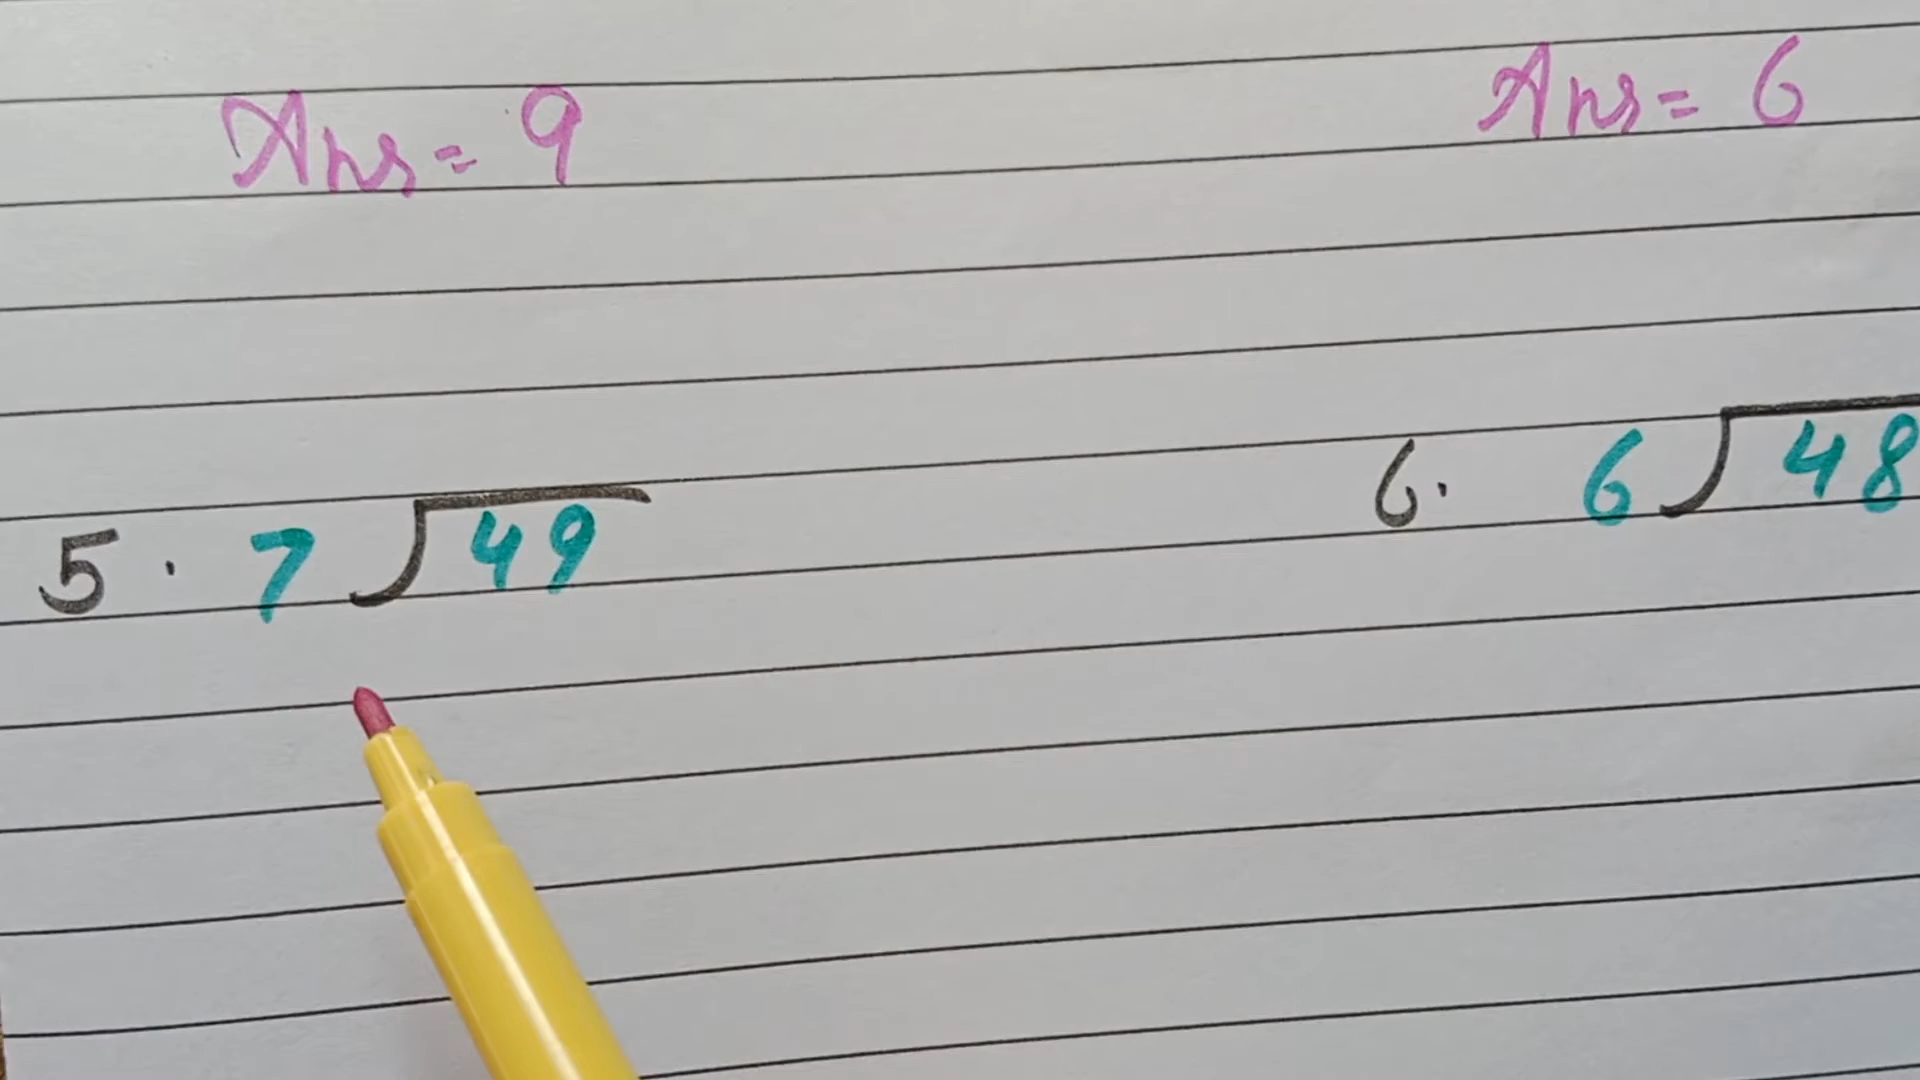 Ans = 9
Ans = 6
5. 7 ⟌ 49
6. 6 ⟌ 48